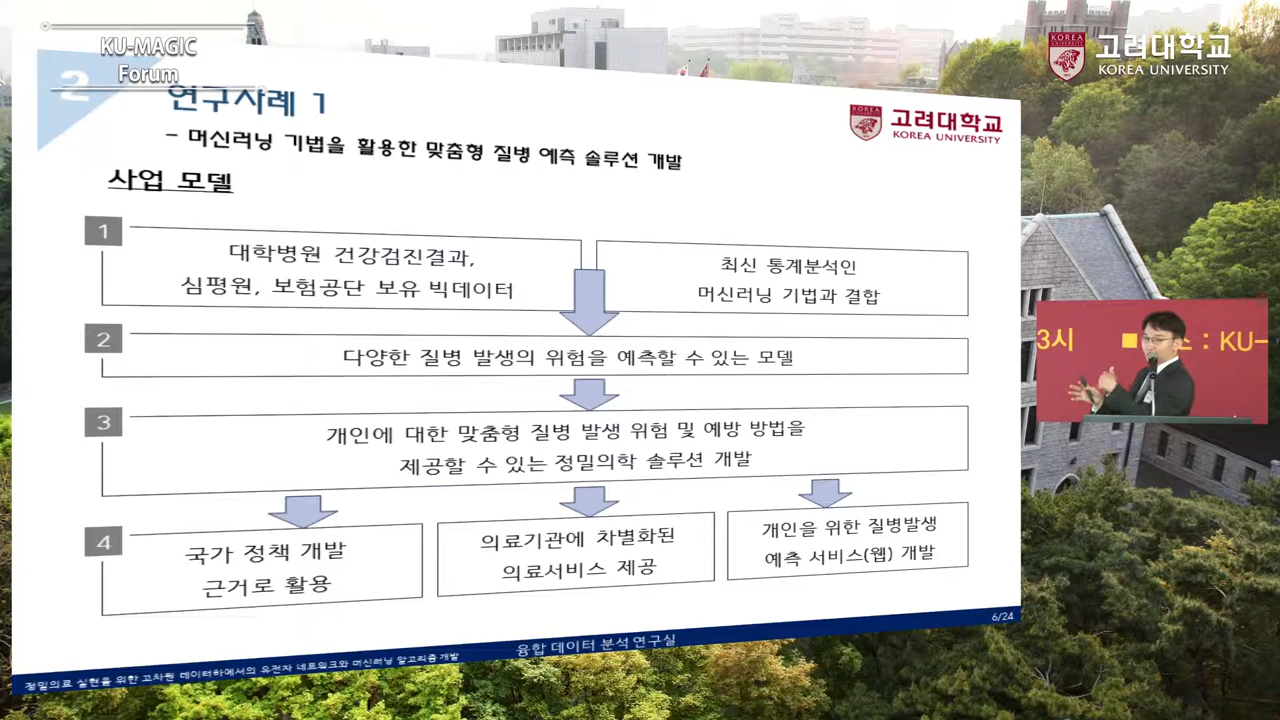 KU-MAGIC
Forum
고려대학교
KOREA UNIVERSITY
2
연구사례 1
- 머신러닝 기법을 활용한 맞춤형 질병 예측 솔루션 개발
고려대학교
KOREA UNIVERSITY
사업 모델
1
대학병원 건강검진결과,
심평원, 보험공단 보유 빅데이터
최신 통계분석인
머신러닝 기법과 결합
2
다양한 질병 발생의 위험을 예측할 수 있는 모델
3
개인에 대한 맞춤형 질병 발생 위험 및 예방 방법을
제공할 수 있는 정밀의학 솔루션 개발
4
국가 정책 개발
근거로 활용
의료기관에 차별화된
의료서비스 제공
개인을 위한 질병발생
예측 서비스(웹) 개발
3시
스 : KU-
6/24
정밀의료 실현을 위한 고차원 데이터하에서의 유전자 네트워크와 머신러닝 알고리즘 개발
융합 데이터 분석 연구실